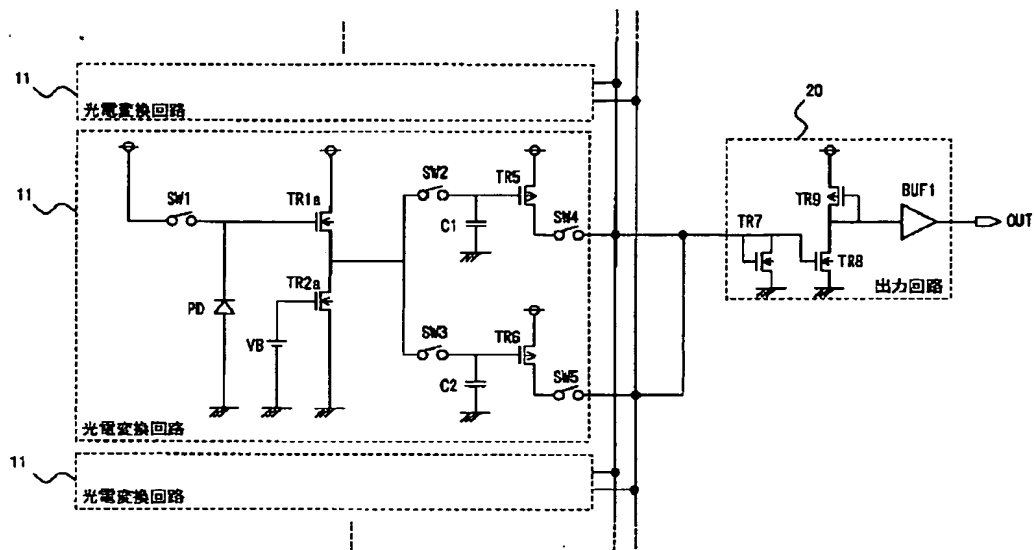 11
光電変換回路
20
11
SW1
TR1a
SW2
TR5
C1
SW4
TR9
BUF1
OUT
TR7
TR8
出力回路
PD
TR2a
VB
SW3
TR6
C2
SW5
光電変換回路
11
光電変換回路